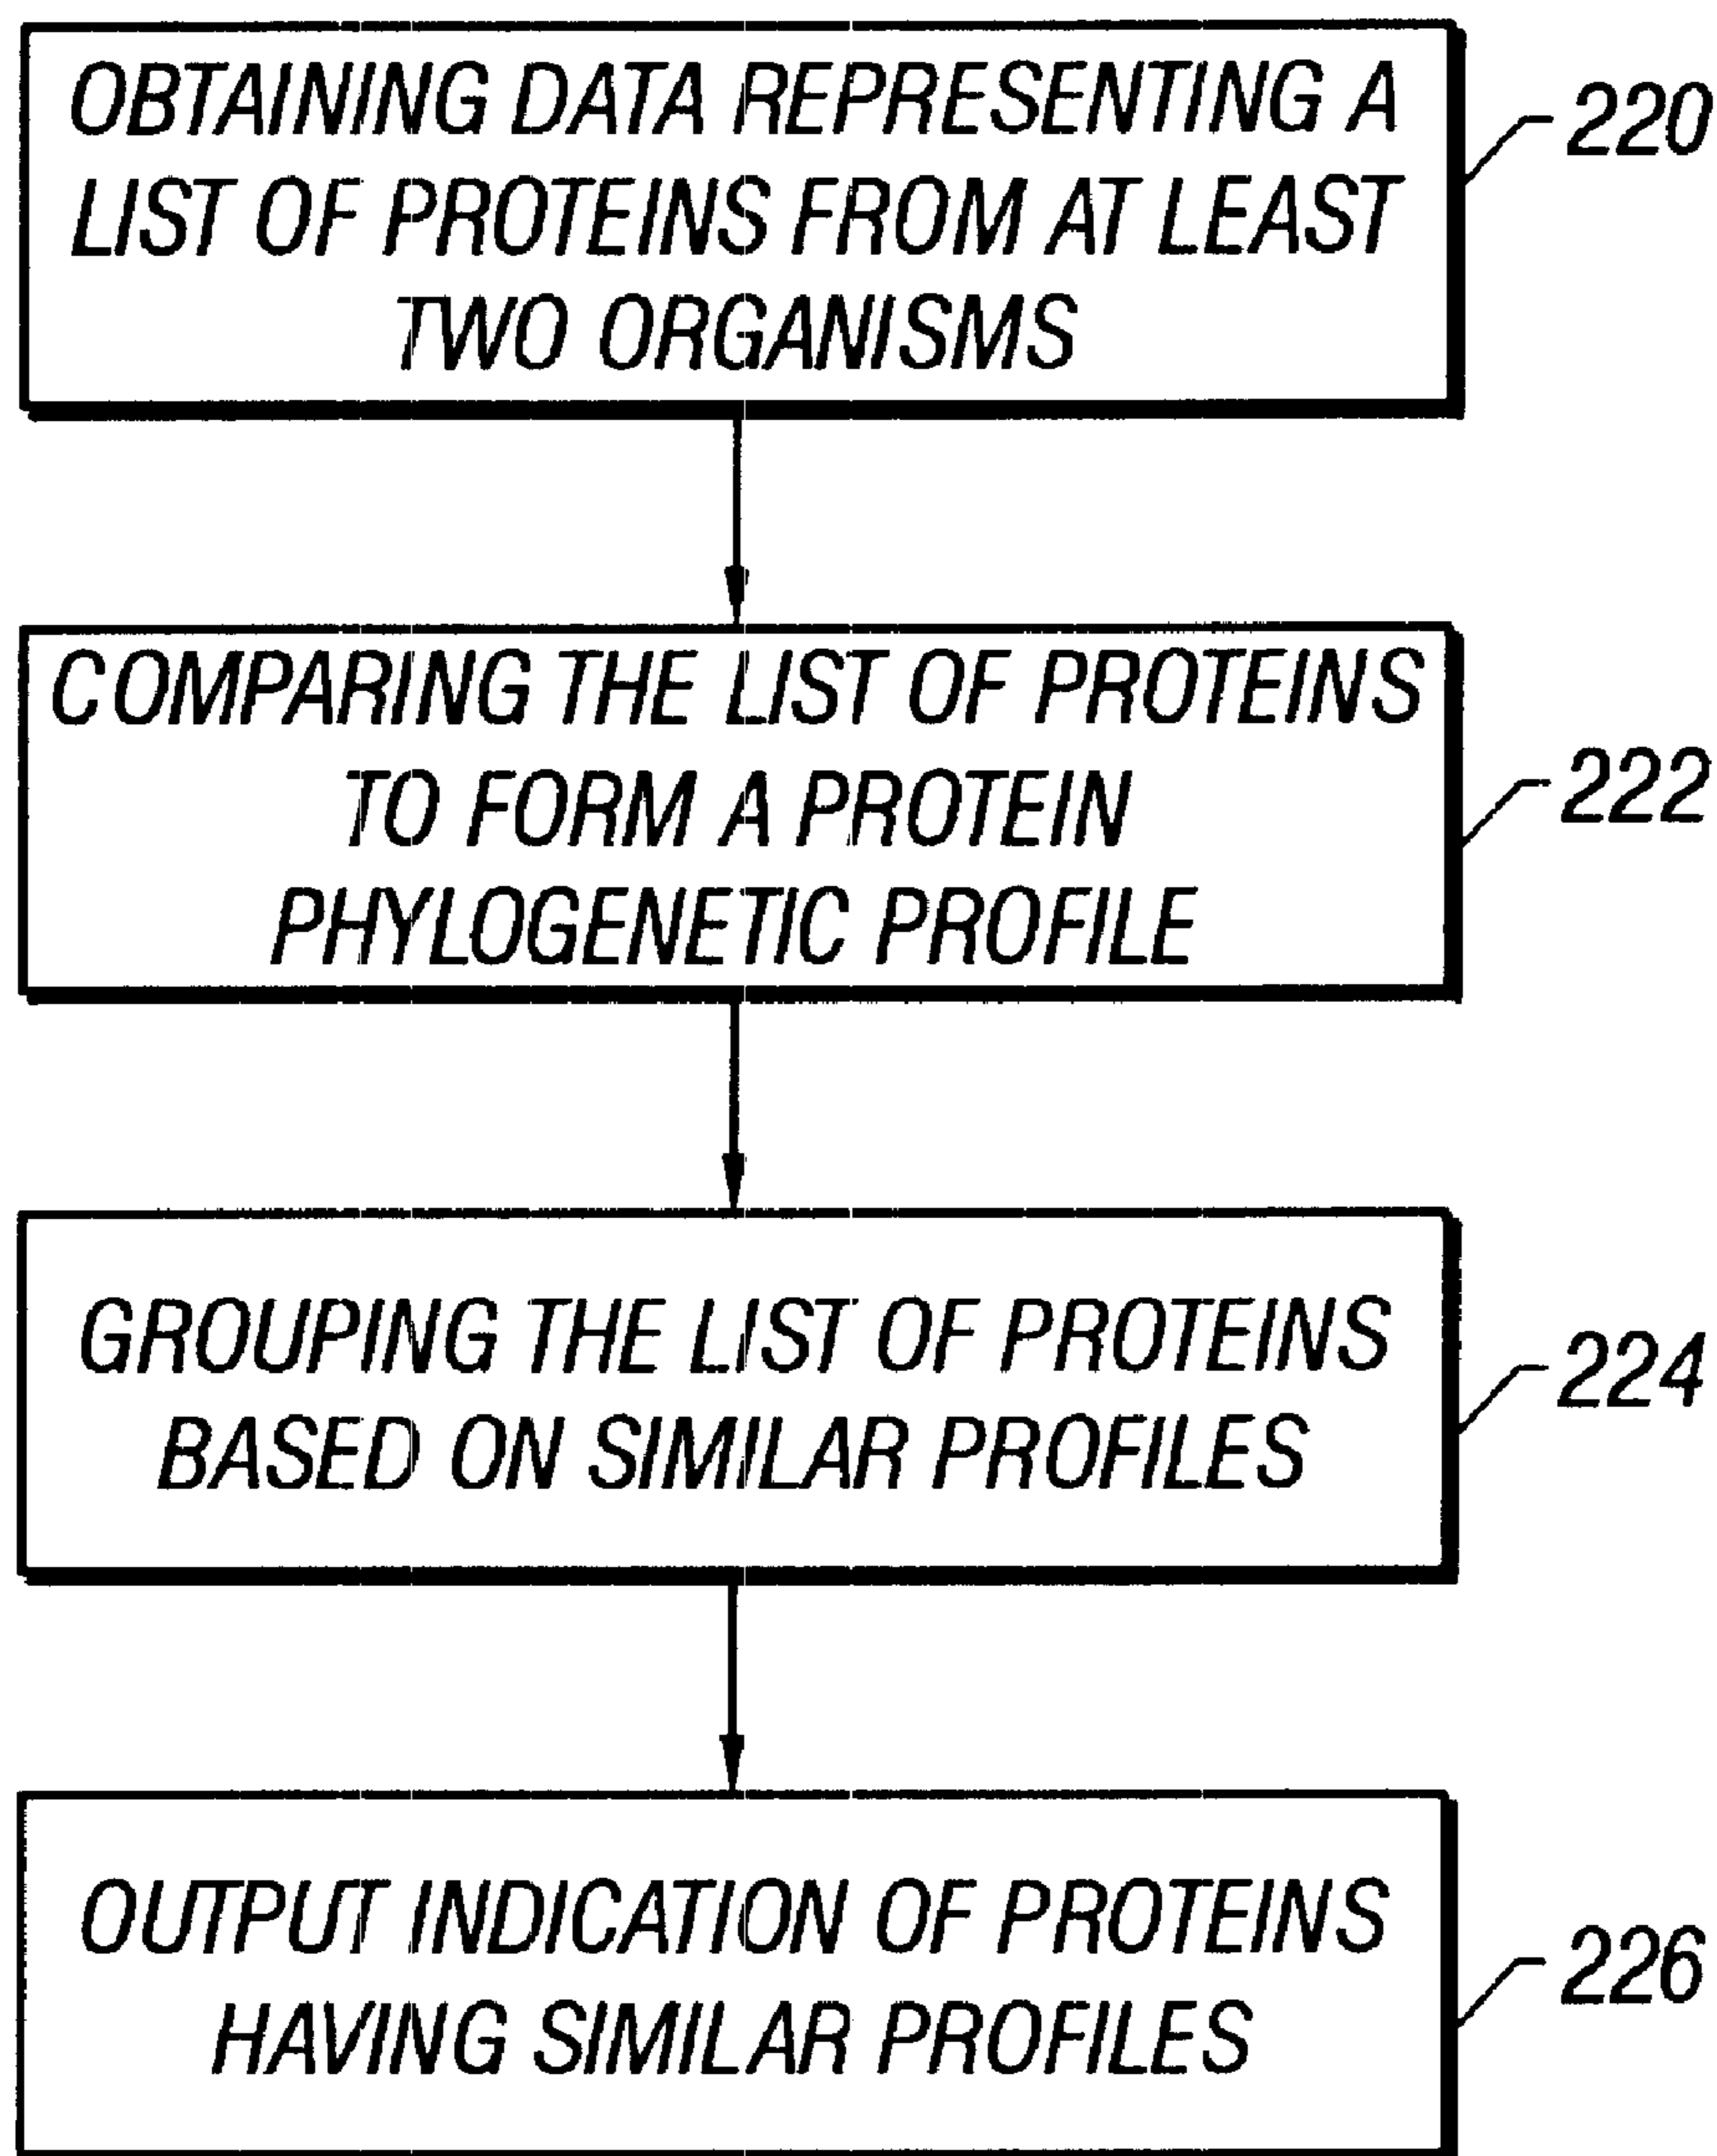 OBTAINING DATA REPRESENTING A
LIST OF PROTEINS FROM AT LEAST
TWO ORGANISMS
220
COMPARING THE LIST OF PROTEINS
TO FORM A PROTEIN
PHYLOGENETIC PROFILE
222
GROUPING THE LIST OF PROTEINS
BASED ON SIMILAR PROFILES
224
OUTPUT INDICATION OF PROTEINS
HAVING SIMILAR PROFILES
226